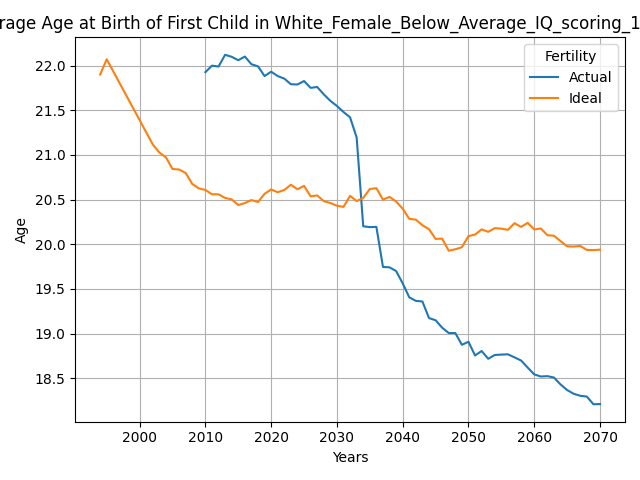 rage Age at Birth of First Child in White_Female_Below_Average_IQ_scoring_1
Fertility
Actual
Ideal
22.0
21.5
21.0
20.5
20.0
19.5
19.0
18.5
Age
2000 2010 2020 2030 2040 2050 2060 2070
Years